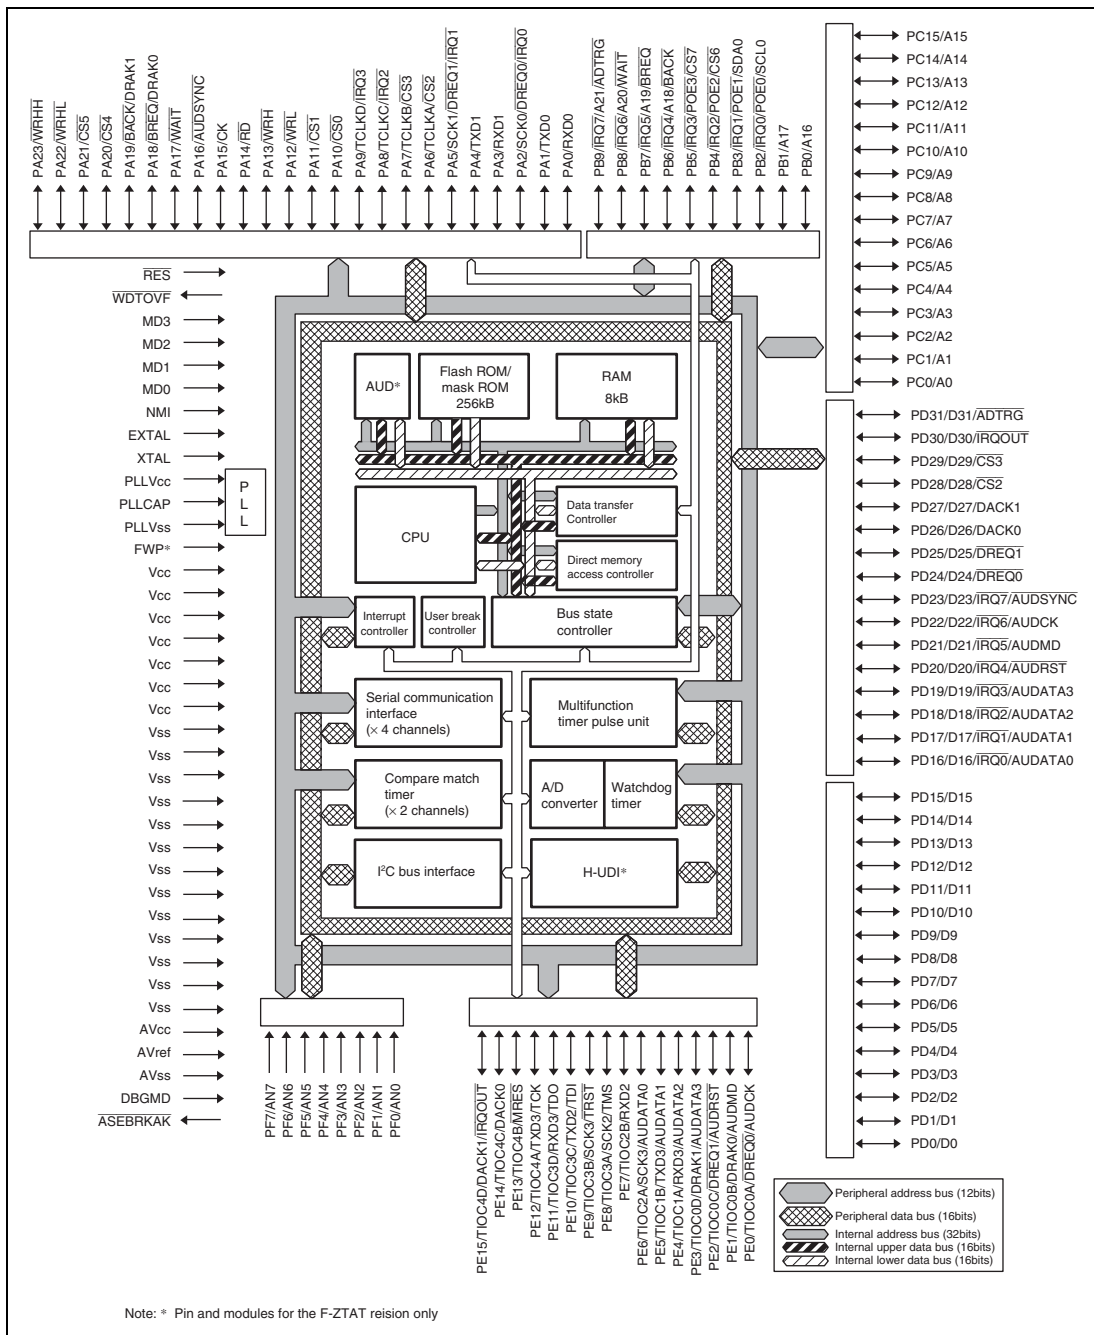 PA23/WRHH
PA22/WRHL
PA21/CS5
PA20/CS4
PA19/BACK/DRAK1
PA18/BREQ/DRAK0
PA17/WAIT
PA16/AUDSYNC
PA15/CK
PA14/RD
PA13/WRH
PA12/WRL
PA11/CS1
PA10/CS0
PA9/TCLKD/IRQ3
PA8/TCLKC/IRQ2
PA7/TCLKB/CS3
PA6/TCLKA/CS2
PA5/SCK1/DREQ1/IRQ1
PA4/TXD1
PA3/RXD1
PA2/SCK0/DREQ0/IRQ0
PA1/TXD0
PA0/RXD0
PB9/IRQ7/A21/ADTRG
PB8/IRQ6/A20/WAIT
PB7/IRQ5/A19/BREQ
PB6/IRQ4/A18/BACK
PB5/IRQ3/POE3/CS7
PB4/IRQ2/POE2/CS6
PB3/IRQ1/POE1/SDA0
PB2/IRQ0/POE0/SCL0
PB1/A17
PB0/A16
PC15/A15
PC14/A14
PC13/A13
PC12/A12
PC11/A11
PC10/A10
PC9/A9
PC8/A8
PC7/A7
PC6/A6
PC5/A5
PC4/A4
PC3/A3
PC2/A2
PC1/A1
PC0/A0
RES
WDTOVF
MD3
MD2
MD1
MD0
NMI
EXTAL
XTAL
PLLVcc
PLLCAP
PLLVss
FWP*
Vcc
Vcc
Vcc
Vcc
Vcc
Vcc
Vcc
Vss
Vss
Vss
Vss
Vss
Vss
Vss
Vss
Vss
Vss
Vss
Vss
Vss
AVcc
AVref
AVss
DBGMD
ASEBRKAK
P
L
L
AUD*
Flash ROM/
mask ROM
256kB
RAM
8kB
CPU
Data transfer
Controller
Direct memory
access controller
Interrupt
controller
User break
controller
Bus state
controller
Serial communication
interface
(× 4 channels)
Multifunction
timer pulse unit
Compare match
timer
(× 2 channels)
A/D
converter
Watchdog
timer
I²C bus interface
H-UDI*
PD31/D31/ADTRG
PD30/D30/IRQOUT
PD29/D29/CS3
PD28/D28/CS2
PD27/D27/DACK1
PD26/D26/DACK0
PD25/D25/DREQ1
PD24/D24/DREQ0
PD23/D23/IRQ7/AUDSYNC
PD22/D22/IRQ6/AUDCK
PD21/D21/IRQ5/AUDMD
PD20/D20/IRQ4/AUDRST
PD19/D19/IRQ3/AUDATA3
PD18/D18/IRQ2/AUDATA2
PD17/D17/IRQ1/AUDATA1
PD16/D16/IRQ0/AUDATA0
PD15/D15
PD14/D14
PD13/D13
PD12/D12
PD11/D11
PD10/D10
PD9/D9
PD8/D8
PD7/D7
PD6/D6
PD5/D5
PD4/D4
PD3/D3
PD2/D2
PD1/D1
PD0/D0
PF7/AN7
PF6/AN6
PF5/AN5
PF4/AN4
PF3/AN3
PF2/AN2
PF1/AN1
PF0/AN0
PE15/TIOC4D/DACK1/IRQOUT
PE14/TIOC4C/DACK0
PE13/TIOC4B/MRES
PE12/TIOC4A/TXD3/TCK
PE11/TIOC3D/RXD3/TDO
PE10/TIOC3C/TXD2/TDI
PE9/TIOC3B/SCK3/TRST
PE8/TIOC3A/SCK2/TMS
PE7/TIOC2B/RXD2
PE6/TIOC2A/SCK3/AUDATA0
PE5/TIOC1B/TXD3/AUDATA1
PE4/TIOC1A/RXD3/AUDATA2
PE3/TIOC0D/DRAK1/AUDATA3
PE2/TIOC0C/DREQ1/AUDRST
PE1/TIOC0B/DRAK0/AUDMD
PE0/TIOC0A/DREQ0/AUDCK
Peripheral address bus (12bits)
Peripheral data bus (16bits)
Internal address bus (32bits)
Internal upper data bus (16bits)
Internal lower data bus (16bits)
Note: * Pin and modules for the F-ZTAT reision only